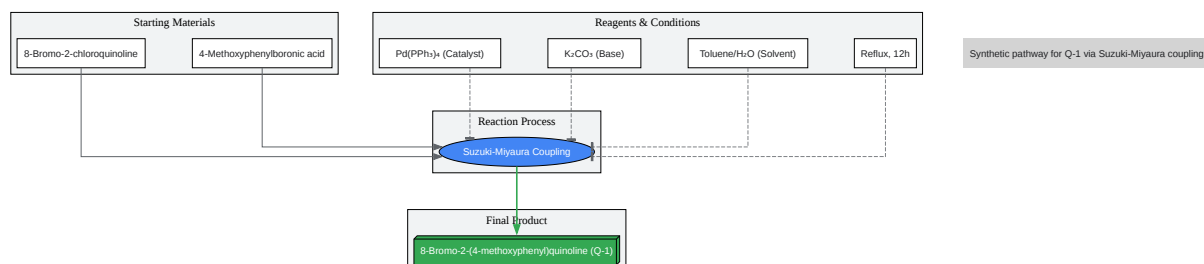 Starting Materials
8-Bromo-2-chloroquinoline
4-Methoxyphenylboronic acid
Reagents & Conditions
Pd(PPh₃)₄ (Catalyst)
K₂CO₃ (Base)
Toluene/H₂O (Solvent)
Reflux, 12h
Synthetic pathway for Q-1 via Suzuki-Miyaura coupling
Reaction Process
Suzuki-Miyaura Coupling
Final Product
8-Bromo-2-(4-methoxyphenyl)quinoline (Q-1)